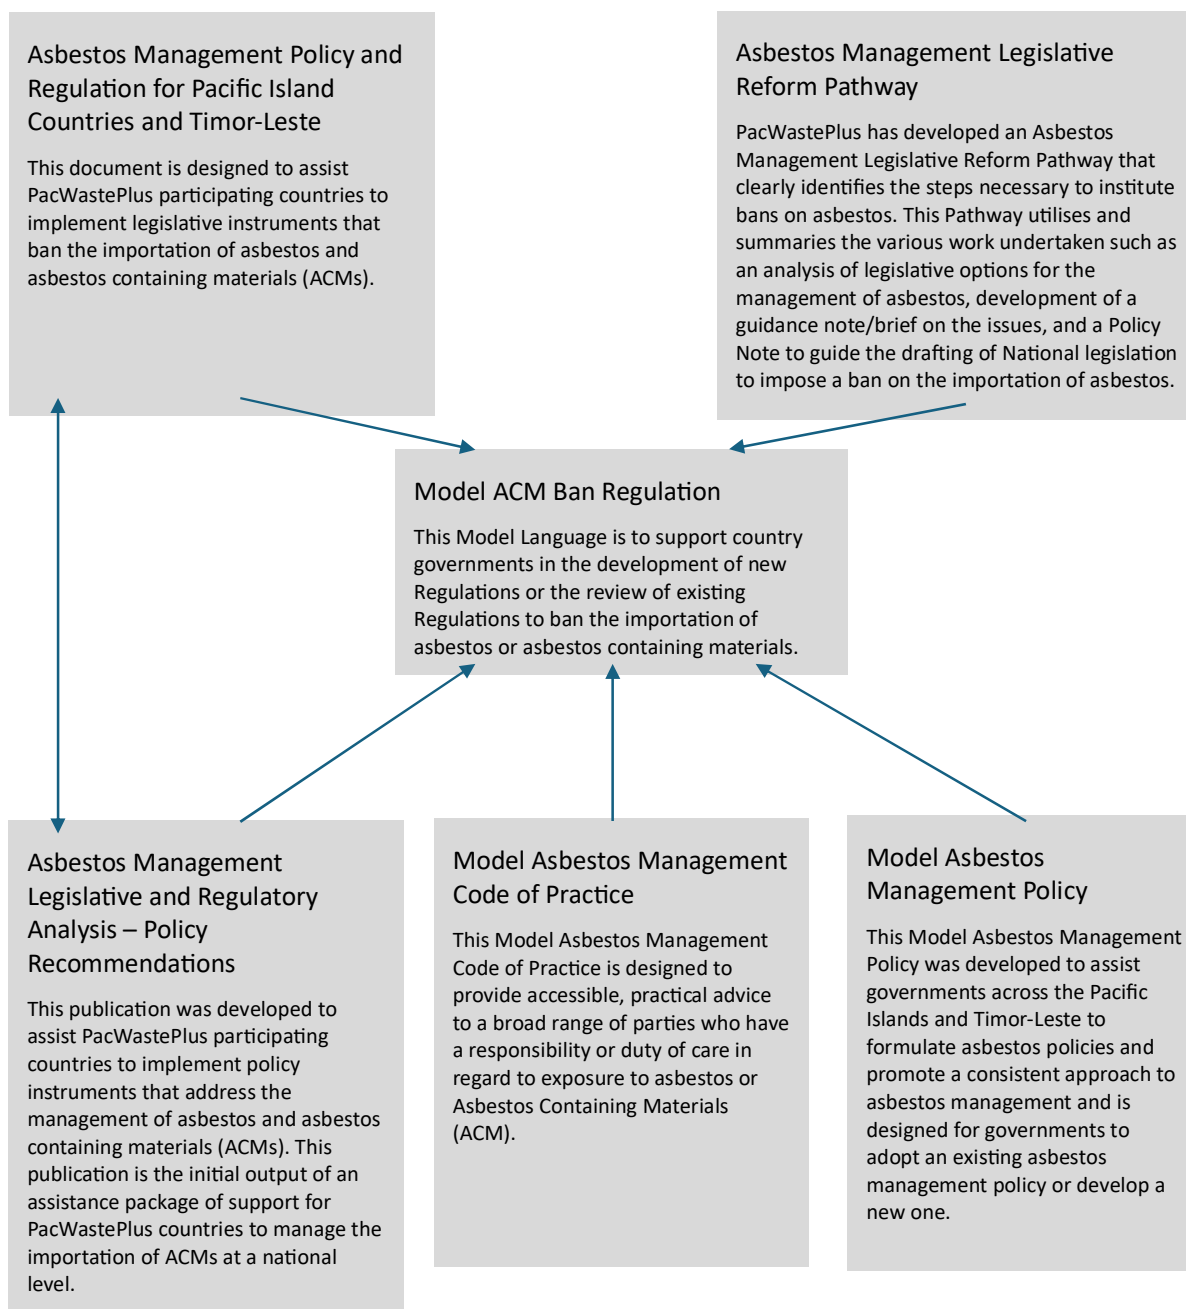 Asbestos Management Policy and
Regulation for Pacific Island
Countries and Timor-Leste
This document is designed to assist
PacWastePlus participating countries to
implement legislative instruments that
ban the importation of asbestos and
asbestos containing materials (ACMs).
Asbestos Management Legislative
Reform Pathway
PacWastePlus has developed an Asbestos
Management Legislative Reform Pathway that
clearly identifies the steps necessary to institute
bans on asbestos. This Pathway utilises and
summaries the various work undertaken such as
an analysis of legislative options for the
management of asbestos, development of a
guidance note/brief on the issues, and a Policy
Note to guide the drafting of National legislation
to impose a ban on the importation of asbestos.
Model ACM Ban Regulation
This Model Language is to support country
governments in the development of new
Regulations or the review of existing
Regulations to ban the importation of
asbestos or asbestos containing materials.
Asbestos Management
Legislative and Regulatory
Analysis – Policy
Recommendations
This publication was developed to
assist PacWastePlus participating
countries to implement policy
instruments that address the
management of asbestos and asbestos
containing materials (ACMs). This
publication is the initial output of an
assistance package of support for
PacWastePlus countries to manage the
importation of ACMs at a national
level.
Model Asbestos Management
Code of Practice
This Model Asbestos Management
Code of Practice is designed to
provide accessible, practical advice
to a broad range of parties who have
a responsibility or duty of care in
regard to exposure to asbestos or
Asbestos Containing Materials
(ACM).
Model Asbestos
Management Policy
This Model Asbestos Management
Policy was developed to assist
governments across the Pacific
Islands and Timor-Leste to
formulate asbestos policies and
promote a consistent approach to
asbestos management and is
designed for governments to
adopt an existing asbestos
management policy or develop a
new one.